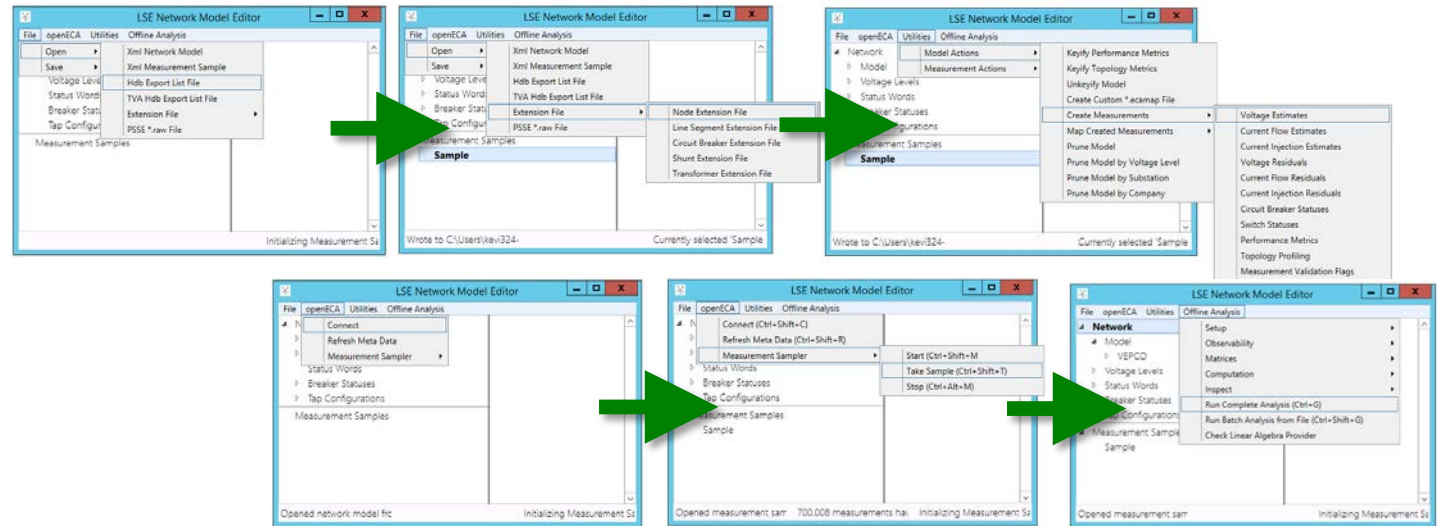 LSE Network Model Editor
File openECA Utilities Offline Analysis
Open
Save
Xml Network Model
Xml Measurement Sample
Hdb Export List File
TVA Hdb Export List File
Extension File
PSSE *.raw File
Voltage Leve
Status Word
Breaker Stat
Tap Configur
Measurement Samples
Initializing Measurement Sa
LSE Network Model Editor
File openECA Utilities Offline Analysis
Open
Save
Xml Network Model
Xml Measurement Sample
Hdb Export List File
TVA Hdb Export List File
Extension File
PSSE *.raw File
Node Extension File
Line Segment Extension File
Circuit Breaker Extension File
Shunt Extension File
Transformer Extension File
Voltage Leve
Status Word
Breaker Stat
Tap Configur
Measurement Samples
Sample
Wrote to C:\Users\kevi324- Currently selected 'Sample
LSE Network Model Editor
File openECA Utilities Offline Analysis
Network
Model
Voltage Levels
Status Words
Breaker Statuses
Configurations
Measurement Samples
Sample
Model Actions
Measurement Actions
Keyify Performance Metrics
Keyify Topology Metrics
Unkeyify Model
Create Custom *.ecamap File
Create Measurements
Map Created Measurements
Prune Model
Prune Model by Voltage Level
Prune Model by Substation
Prune Model by Company
Voltage Estimates
Current Flow Estimates
Current Injection Estimates
Voltage Residuals
Current Flow Residuals
Current Injection Residuals
Circuit Breaker Statuses
Switch Statuses
Performance Metrics
Topology Profiling
Measurement Validation Flags
Wrote to C:\Users\kevi324- Currently selected 'Sample
LSE Network Model Editor
File openECA Utilities Offline Analysis
N
Connect
Refresh Meta Data
Measurement Sampler
Status Words
Breaker Statuses
Tap Configurations
Measurement Samples
Opened network model frc Initializing Measurement Sa
LSE Network Model Editor
File openECA Utilities Offline Analysis
N
Connect (Ctrl+Shift+C)
Refresh Meta Data (Ctrl+Shift+R)
Measurement Sampler
Start (Ctrl+Shift+M
Take Sample (Ctrl+Shift+T)
Stop (Ctrl+Alt+M)
Status Words
Breaker Statuses
Tap Configurations
Measurement Samples
Sample
Opened measurement sam 700.008 measurements ha Initializing Measurement Sa
LSE Network Model Editor
File openECA Utilities Offline Analysis
Network
Model
VEPCO
Voltage Levels
Status Words
Breaker Statuses
Configurations
Measurement Sample
Sample
Setup
Observability
Matrices
Computation
Inspect
Run Complete Analysis (Ctrl+G)
Run Batch Analysis from File (Ctrl+Shift+G)
Check Linear Algebra Provider
Opened measurement sam Initializing Measurement Sa